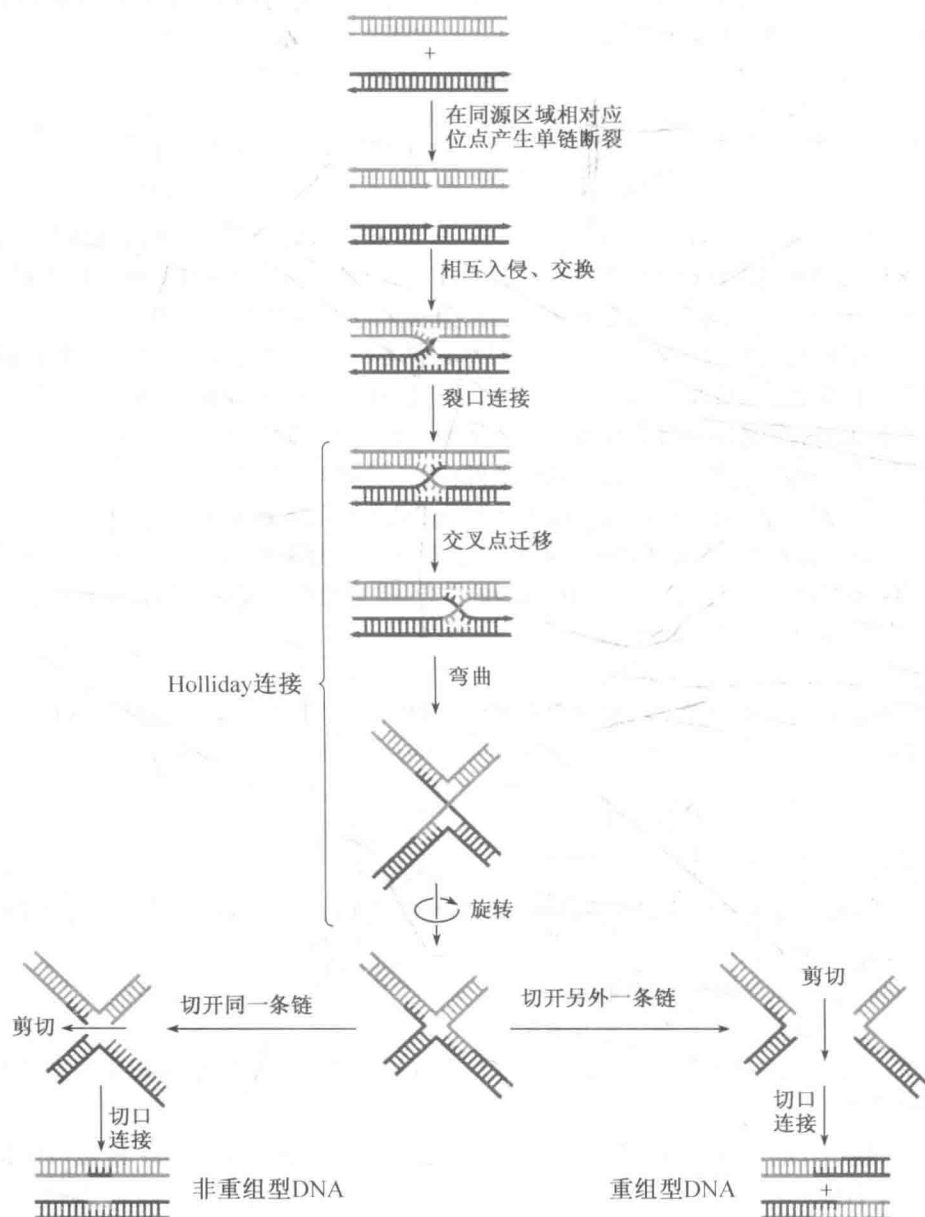 +
在同源区域相对应
位点产生单链断裂
相互入侵、交换
裂口连接
交叉点迁移
Holliday连接
弯曲
旋转
剪切
切开同一条链
切开另外一条链
剪切
切口
连接
切口
连接
非重组型DNA
重组型DNA
+